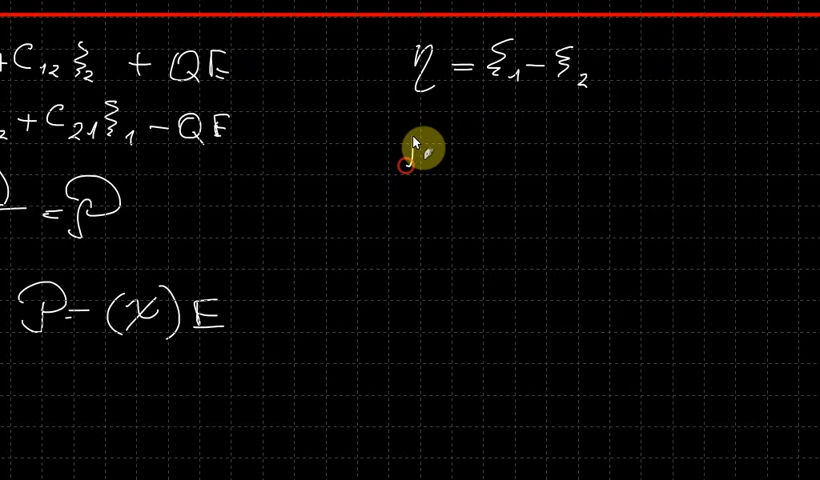 +C₁₂ξ₂ + QE
η = ξ₁ − ξ₂
₂ + C₂₁ξ₁ − QE
= P
P = (χ) E